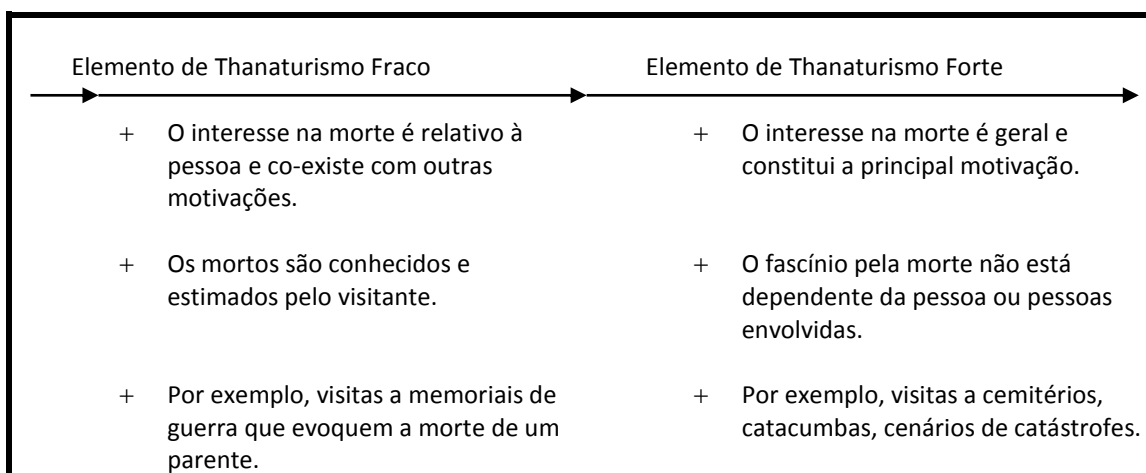 Elemento de Thanaturismo Fraco
Elemento de Thanaturismo Forte
+ O interesse na morte é relativo à
pessoa e co-existe com outras
motivações.
+ Os mortos são conhecidos e
estimados pelo visitante.
+ Por exemplo, visitas a memoriais de
guerra que evoquem a morte de um
parente.
+ O interesse na morte é geral e
constitui a principal motivação.
+ O fascínio pela morte não está
dependente da pessoa ou pessoas
envolvidas.
+ Por exemplo, visitas a cemitérios,
catacumbas, cenários de catástrofes.